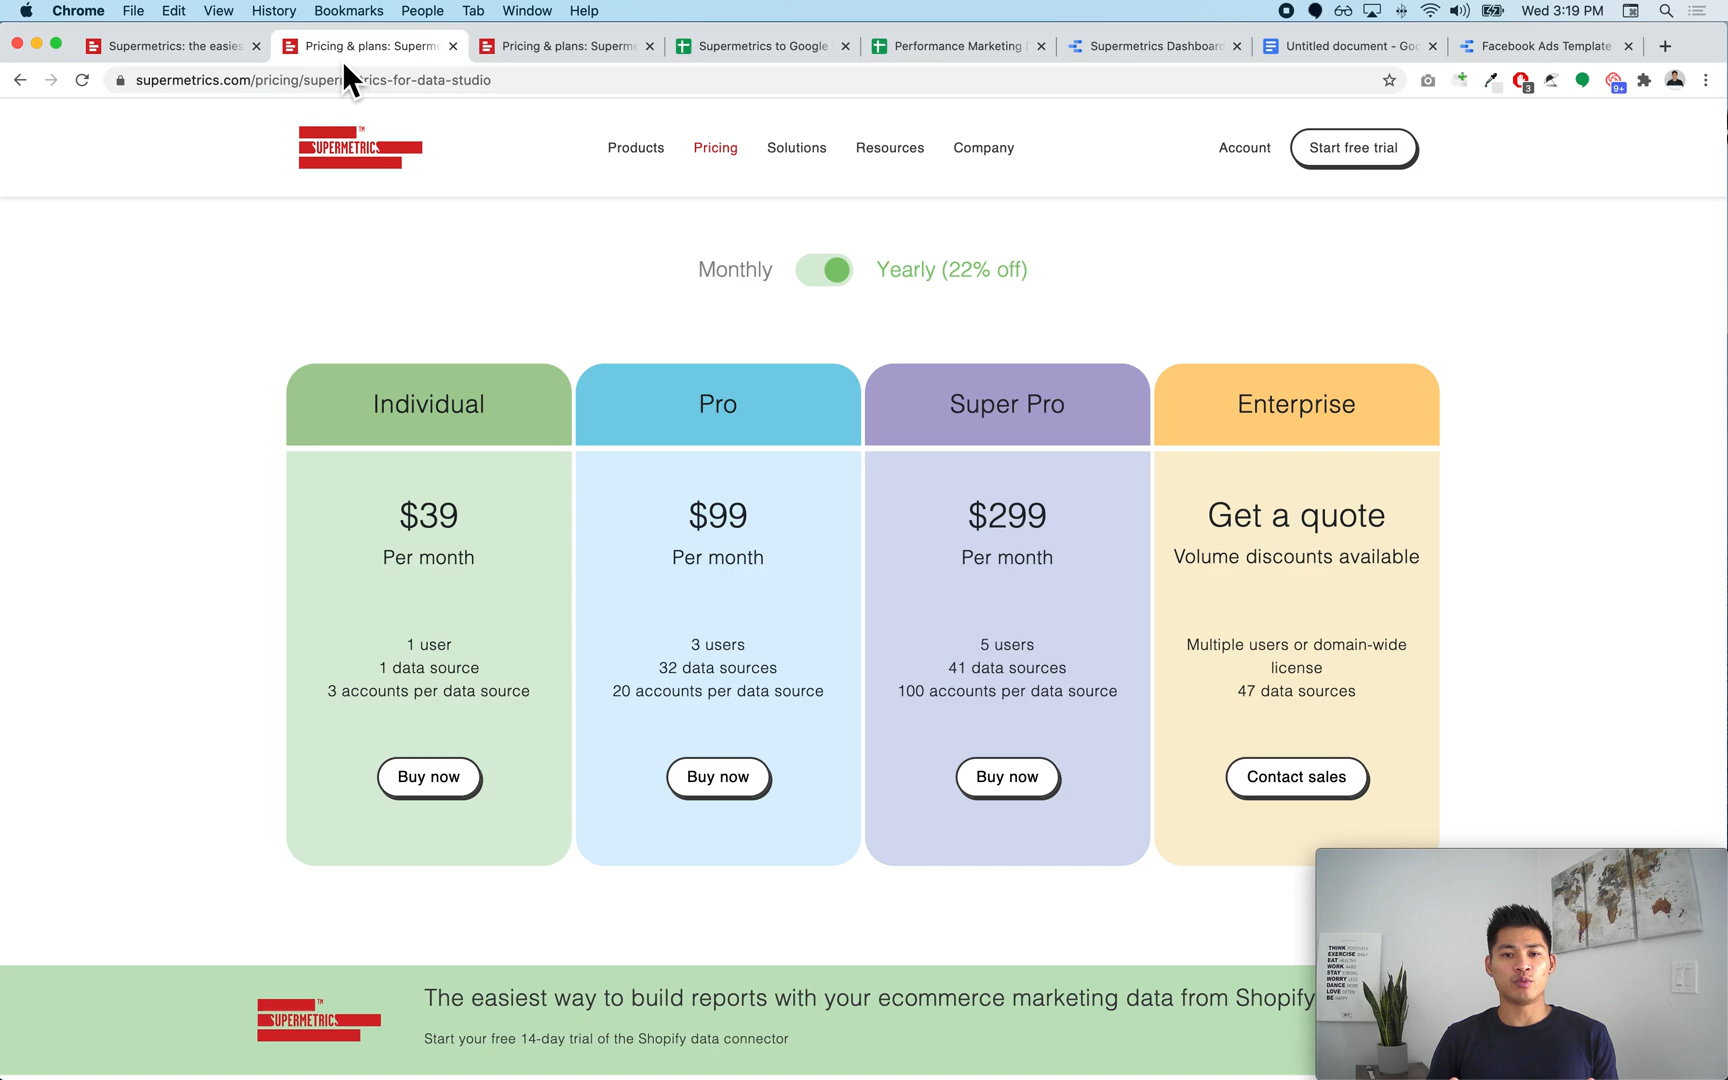 Chrome File Edit View History Bookmarks People Tab Window Help Wed 3:19 PM
Supermetrics: the easies Pricing & plans: Superme Pricing & plans: Superme Supermetrics to Google Performance Marketing Supermetrics Dashboard Untitled document - Goo Facebook Ads Template
supermetrics.com/pricing/supermetrics-for-data-studio 3 9+
SUPERMETRICS™ Products Pricing Solutions Resources Company Account Start free trial
Monthly Yearly (22% off)
Individual Pro Super Pro Enterprise
$39 $99 $299 Get a quote
Per month Per month Per month Volume discounts available
1 user 3 users 5 users Multiple users or domain-wide
1 data source 32 data sources 41 data sources license
3 accounts per data source 20 accounts per data source 100 accounts per data source 47 data sources
Buy now Buy now Buy now Contact sales
SUPERMETRICS™ The easiest way to build reports with your ecommerce marketing data from Shopify
Start your free 14-day trial of the Shopify data connector
THINK POSITIVELY
EXERCISE DAILY
EAT HEALTHY
WORK HARD
STAY STRONG
WORRY LESS
DANCE MORE
LOVE OFTEN
BE HAPPY